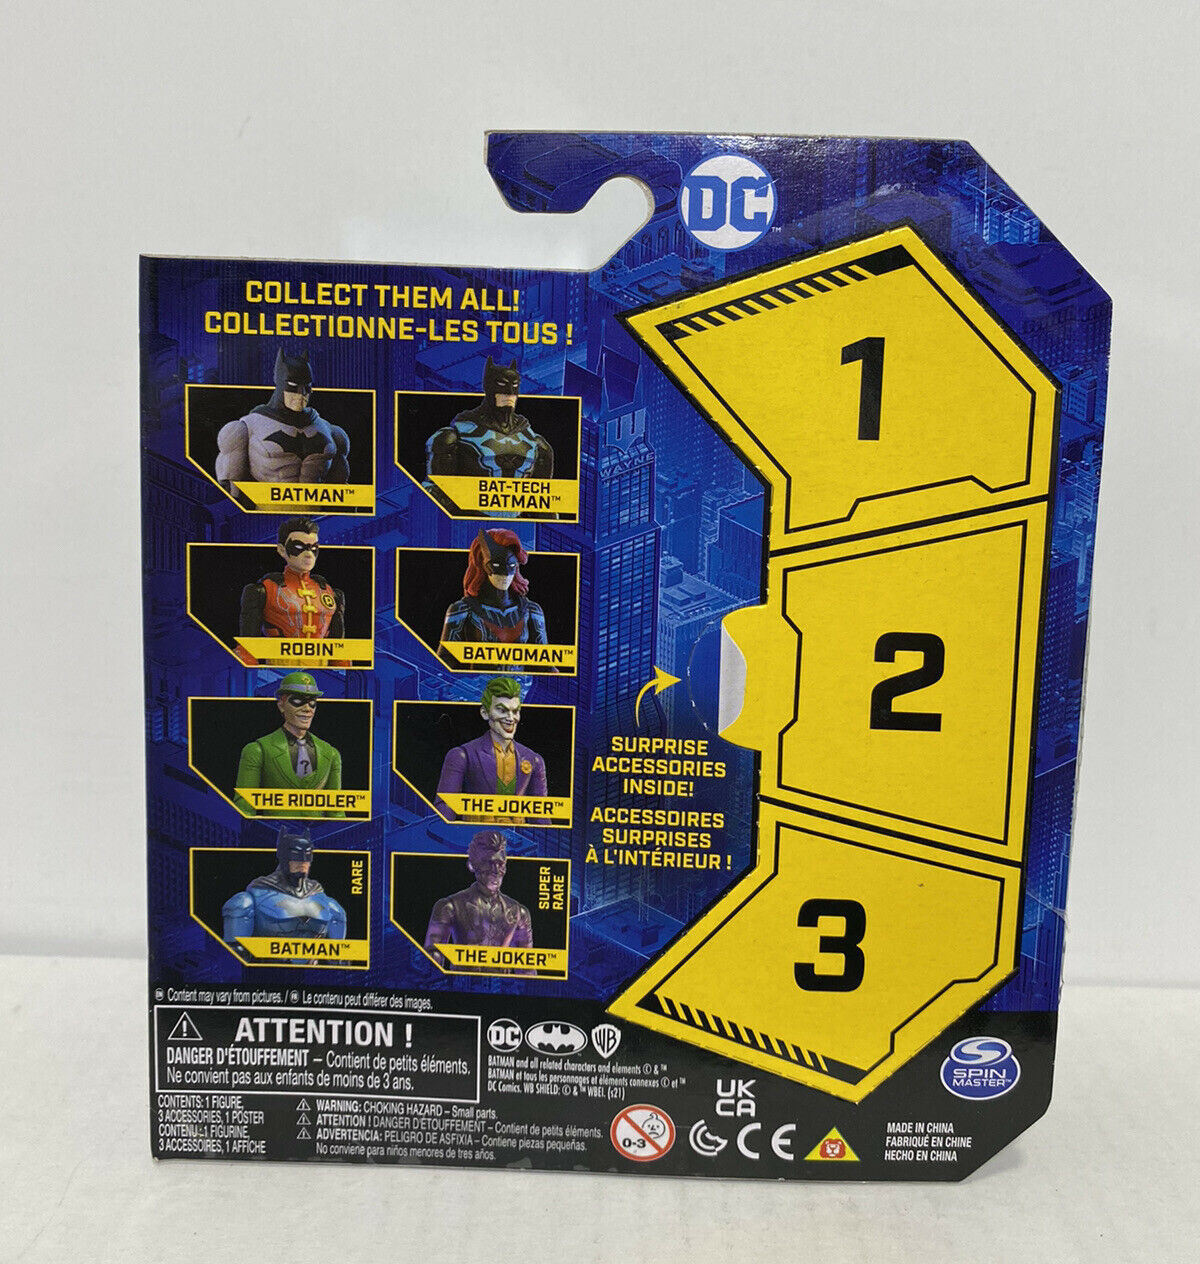 DC™
COLLECT THEM ALL!
COLLECTIONNE-LES TOUS !
BATMAN™
BAT-TECH
BATMAN™
ROBIN™
BATWOMAN™
THE RIDDLER™
THE JOKER™
RARE
BATMAN™
SUPER
RARE
THE JOKER™
WAYNE
SURPRISE
ACCESSORIES
INSIDE!
ACCESSOIRES
SURPRISES
À L'INTÉRIEUR !
1
2
3
EN Content may vary from pictures. / FR Le contenu peut différer des images.
ATTENTION !
DANGER D'ÉTOUFFEMENT – Contient de petits éléments.
Ne convient pas aux enfants de moins de 3 ans.
CONTENTS: 1 FIGURE,
3 ACCESSORIES, 1 POSTER
CONTENU : 1 FIGURINE,
3 ACCESSOIRES, 1 AFFICHE
WARNING: CHOKING HAZARD – Small parts.
ATTENTION ! DANGER D'ÉTOUFFEMENT – Contient de petits éléments.
ADVERTENCIA: PELIGRO DE ASFIXIA – Contiene piezas pequeñas.
No conviene para niños menores de tres años.
DC
WB
BATMAN and all related characters and elements © & ™
BATMAN et tous les personnages et éléments connexes © et ™
DC Comics. WB SHIELD: © & ™ WBEI. (s21)
0-3
UK
CA
CE
SPIN
MASTER™
MADE IN CHINA
FABRIQUÉ EN CHINE
HECHO EN CHINA